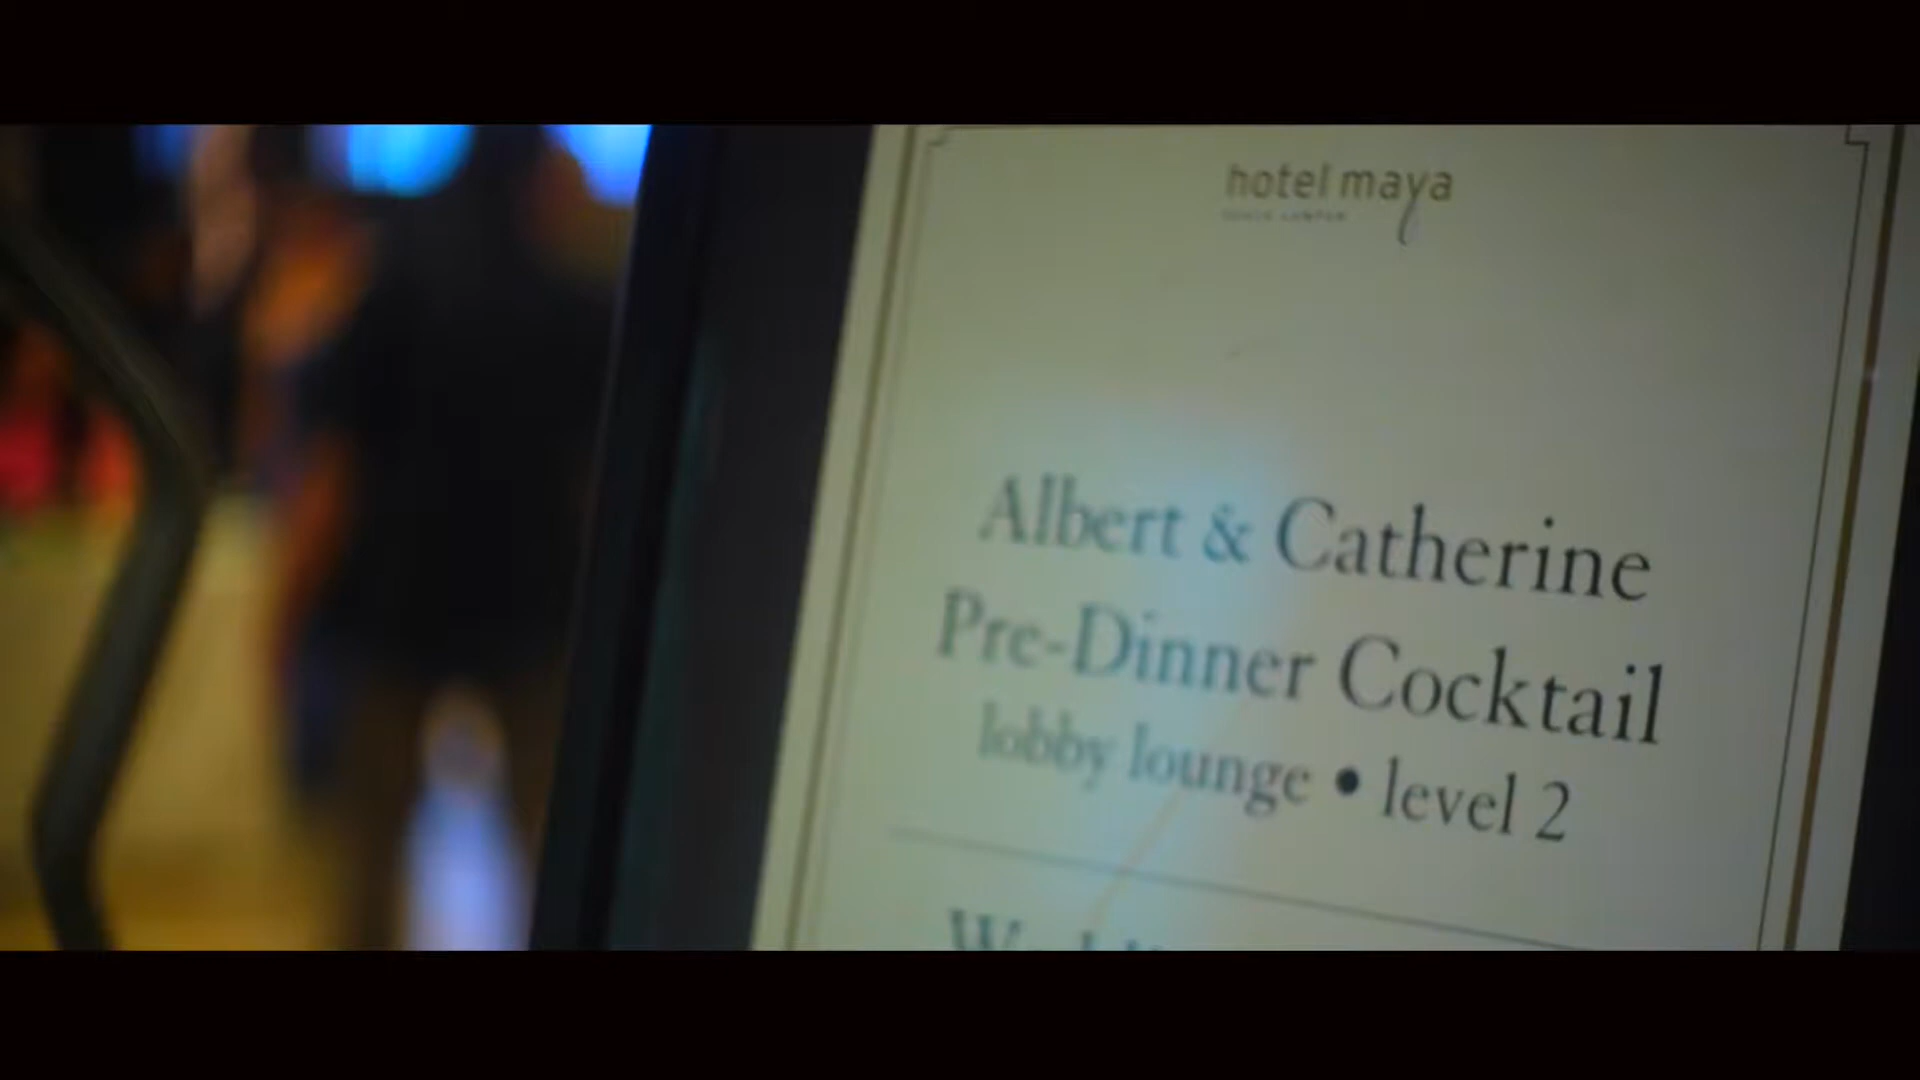 hotel maya
Albert & Catherine
Pre-Dinner Cocktail
lobby lounge • level 2